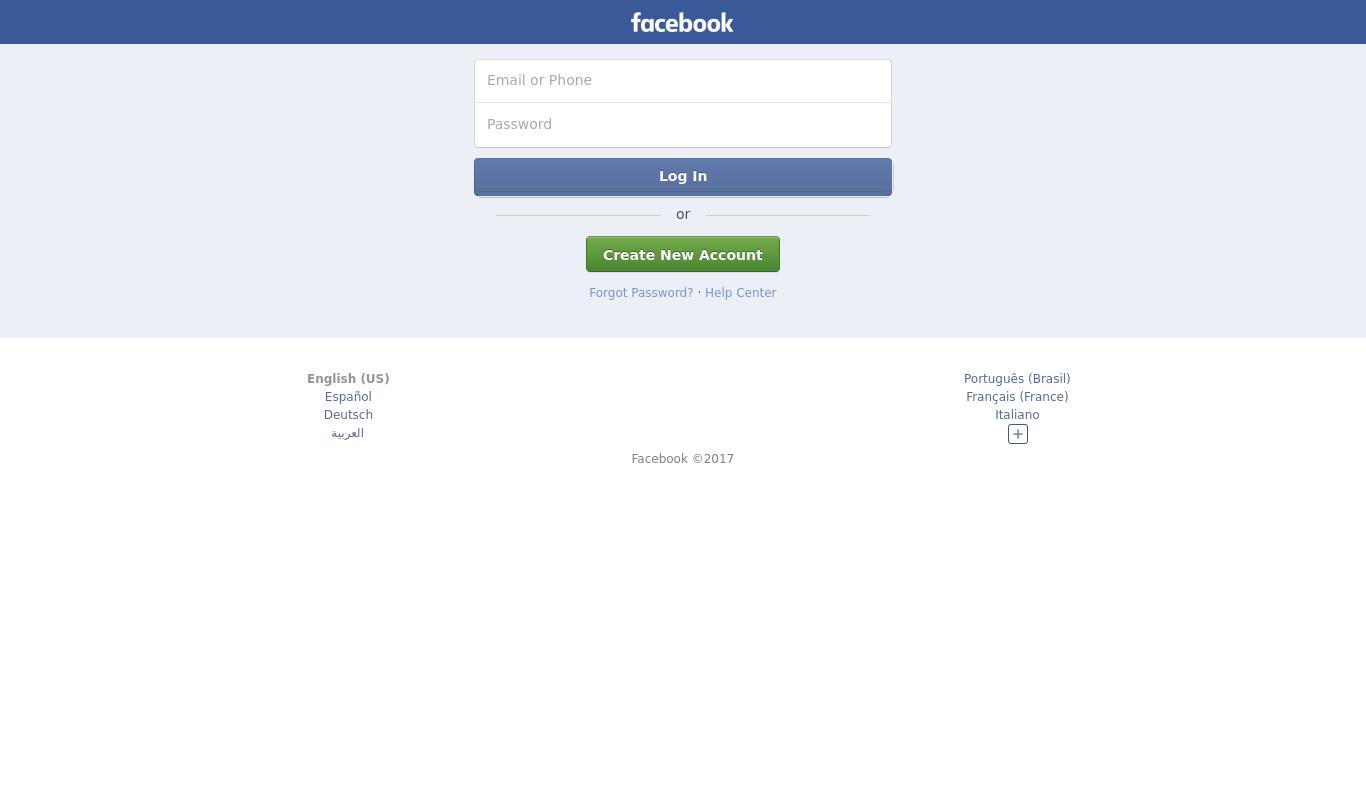 facebook
Email or Phone
Password
Log In
or
Create New Account
Forgot Password? · Help Center
English (US)
Español
Deutsch
العربية
Português (Brasil)
Français (France)
Italiano
+
Facebook ©2017